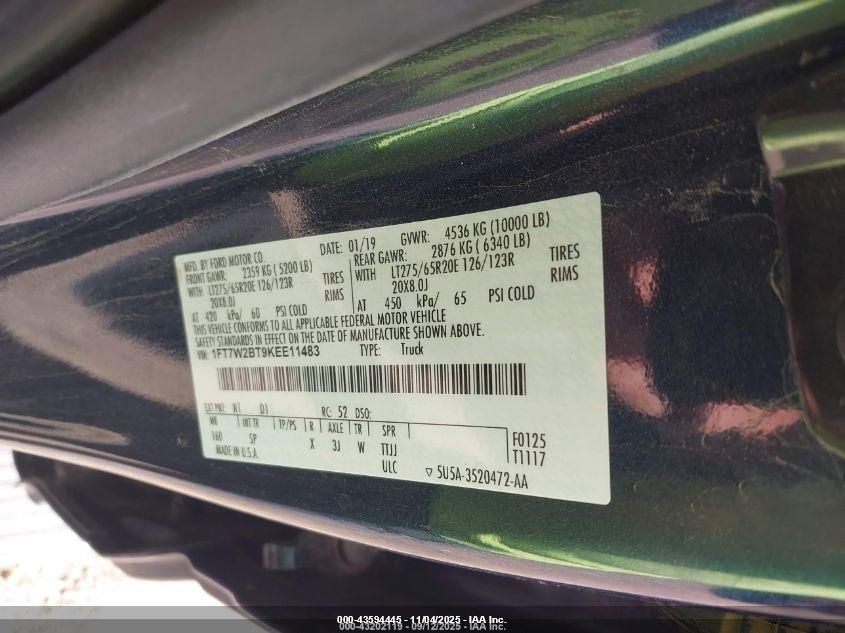 MFD. BY FORD MOTOR CO.
DATE: 01/19 GVWR: 4536 KG (10000 LB)
FRONT GAWR: 2359 KG (5200 LB) REAR GAWR: 2876 KG (6340 LB)
WITH LT275/65R20E 126/123R TIRES WITH LT275/65R20E 126/123R TIRES
20X8.0J RIMS 20X8.0J RIMS
AT 420 kPa/ 60 PSI COLD AT 450 kPa/ 65 PSI COLD
THIS VEHICLE CONFORMS TO ALL APPLICABLE FEDERAL MOTOR VEHICLE
SAFETY STANDARDS IN EFFECT ON THE DATE OF MANUFACTURE SHOWN ABOVE.
VIN: 1FT7W2BT9KEE11483 TYPE: Truck
EXT PNT: N1 D1 RC: 52 DSO:
WB INT TR TP/PS R AXLE TR SPR
160 SP X 3J W TTJJ
ULC
F0125
T1117
MADE IN U.S.A. 5U5A-3520472-AA
000-43594445 - 11/04/2025 - IAA Inc.
000-43202119 - 09/12/2025 - IAA Inc.